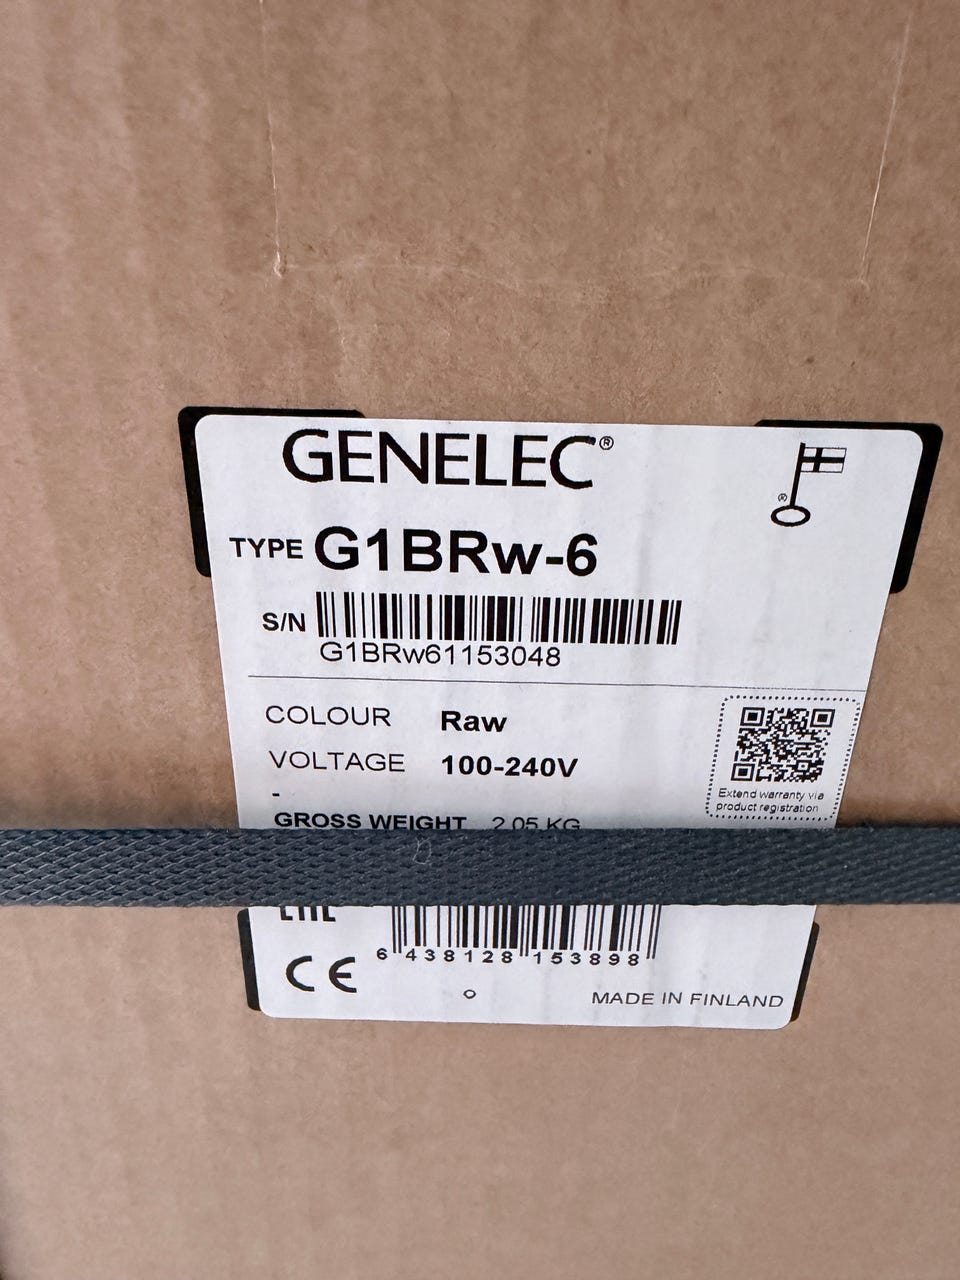 GENELEC®
®
TYPE G1BRw-6
S/N
G1BRw61153048
COLOUR Raw
VOLTAGE 100-240V
-
Extend warranty via
product registration
GROSS WEIGHT 2.05 KG
EAC
CE
6 438128 153898
MADE IN FINLAND